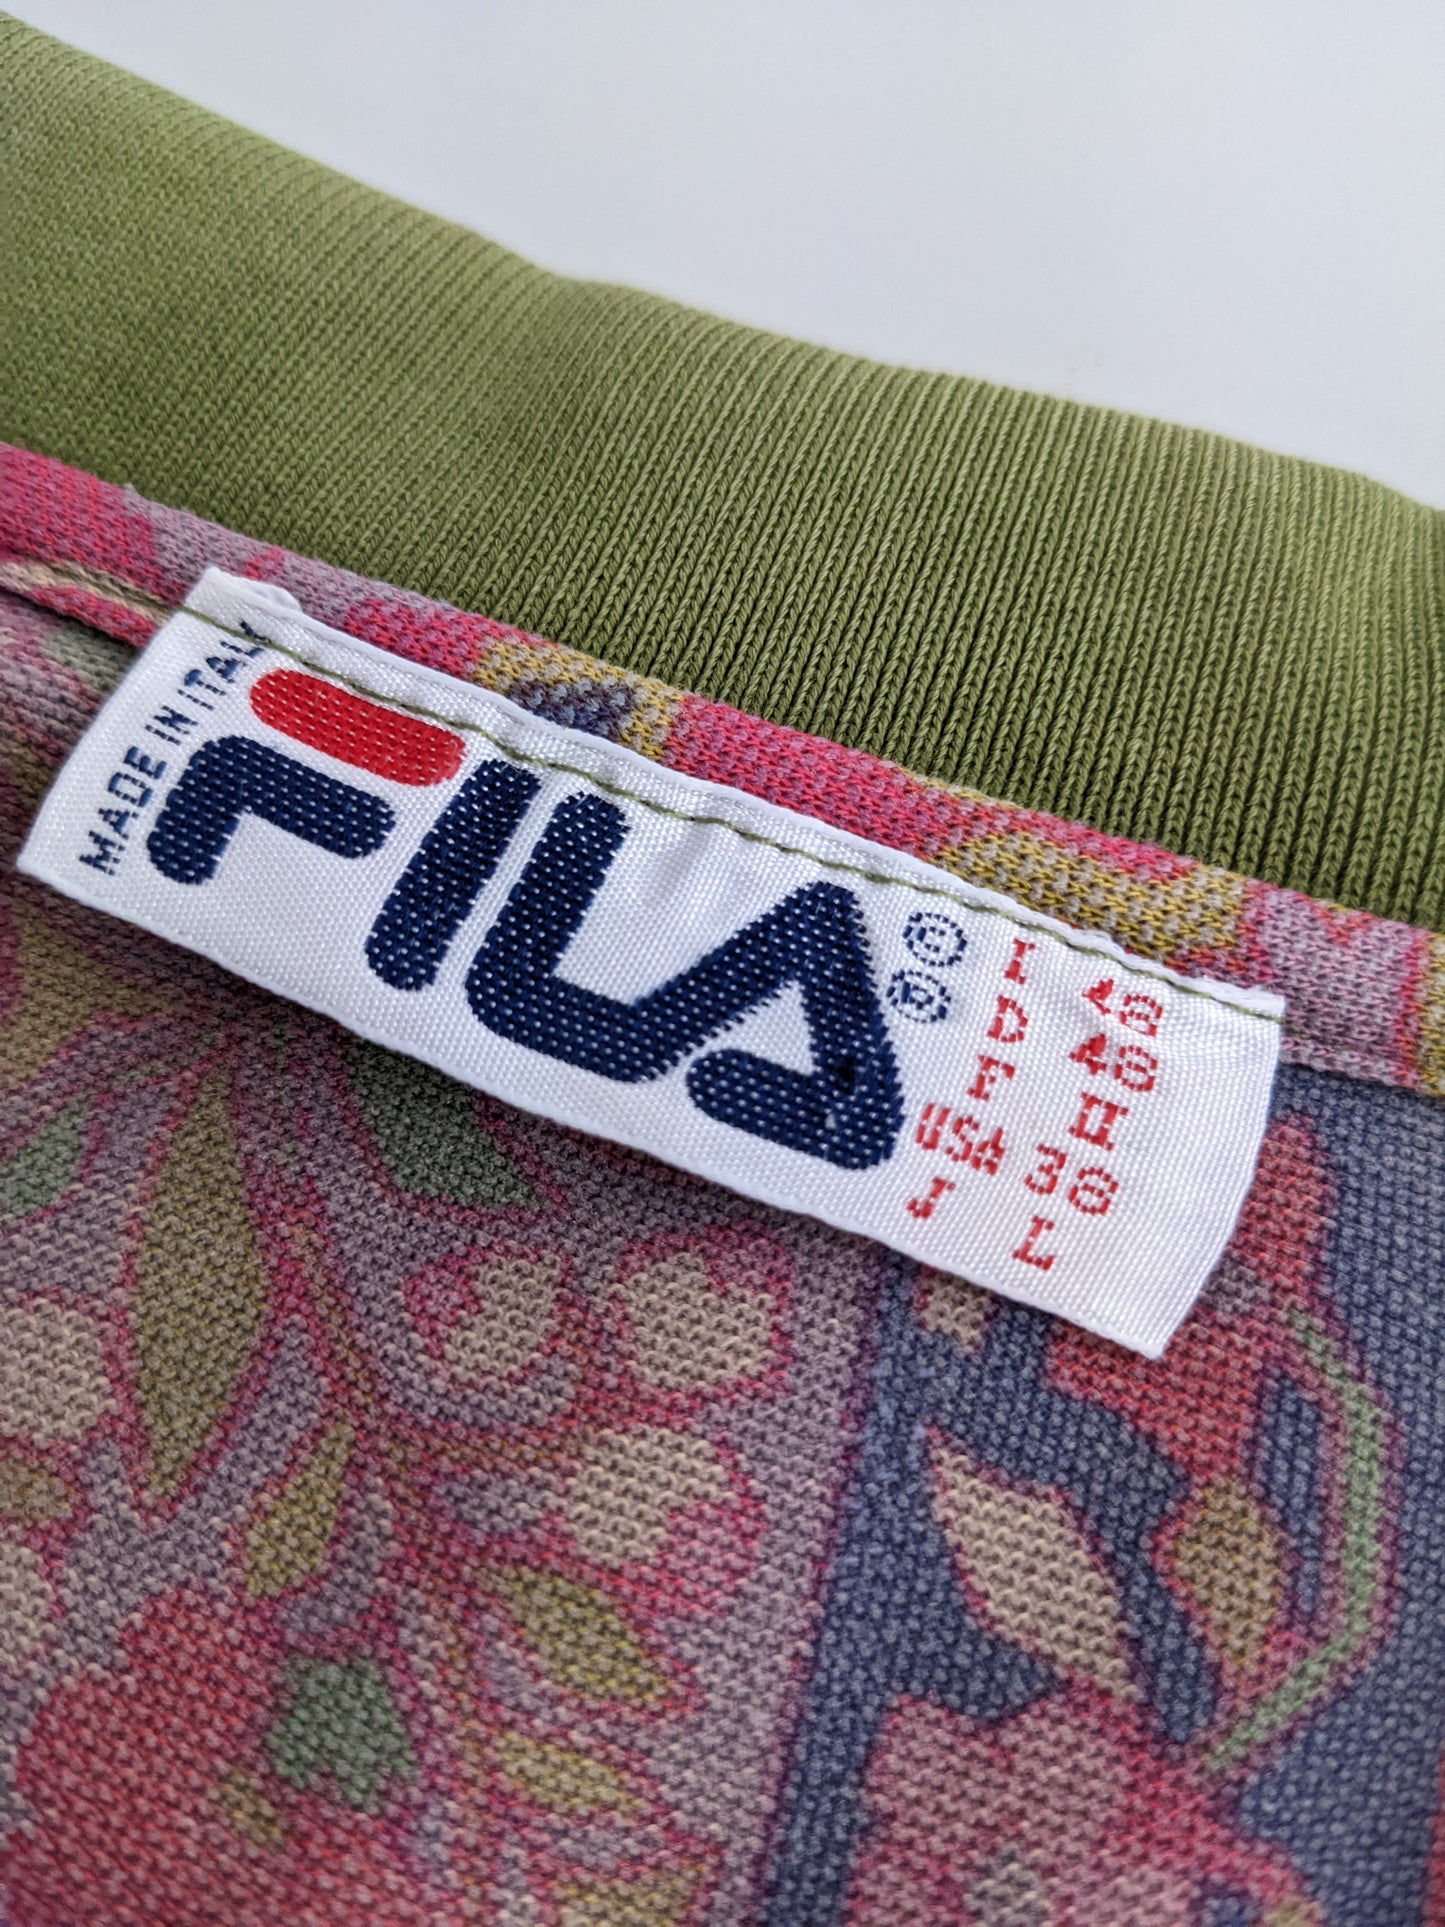 MADE IN ITALY
FILA
® ®
I 48
D 48
F II
USA 38
J L